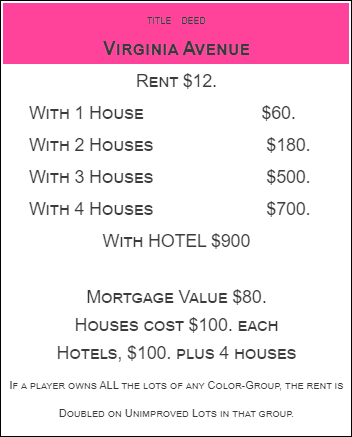 TITLE DEED
VIRGINIA AVENUE
RENT $12.
WITH 1 HOUSE $60.
WITH 2 HOUSES $180.
WITH 3 HOUSES $500.
WITH 4 HOUSES $700.
WITH HOTEL $900
MORTGAGE VALUE $80.
HOUSES COST $100. EACH
HOTELS, $100. PLUS 4 HOUSES
IF A PLAYER OWNS ALL THE LOTS OF ANY COLOR-GROUP, THE RENT IS
DOUBLED ON UNIMPROVED LOTS IN THAT GROUP.